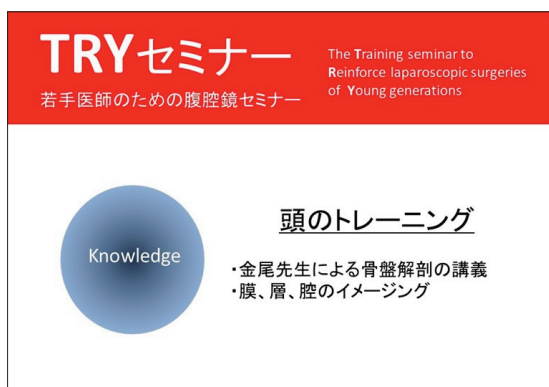 TRYセミナー
若手医師のための腹腔鏡セミナー
The Training seminar to
Reinforce laparoscopic surgeries
of Young generations
Knowledge
頭のトレーニング
・金尾先生による骨盤解剖の講義
・膜、層、腔のイメージング